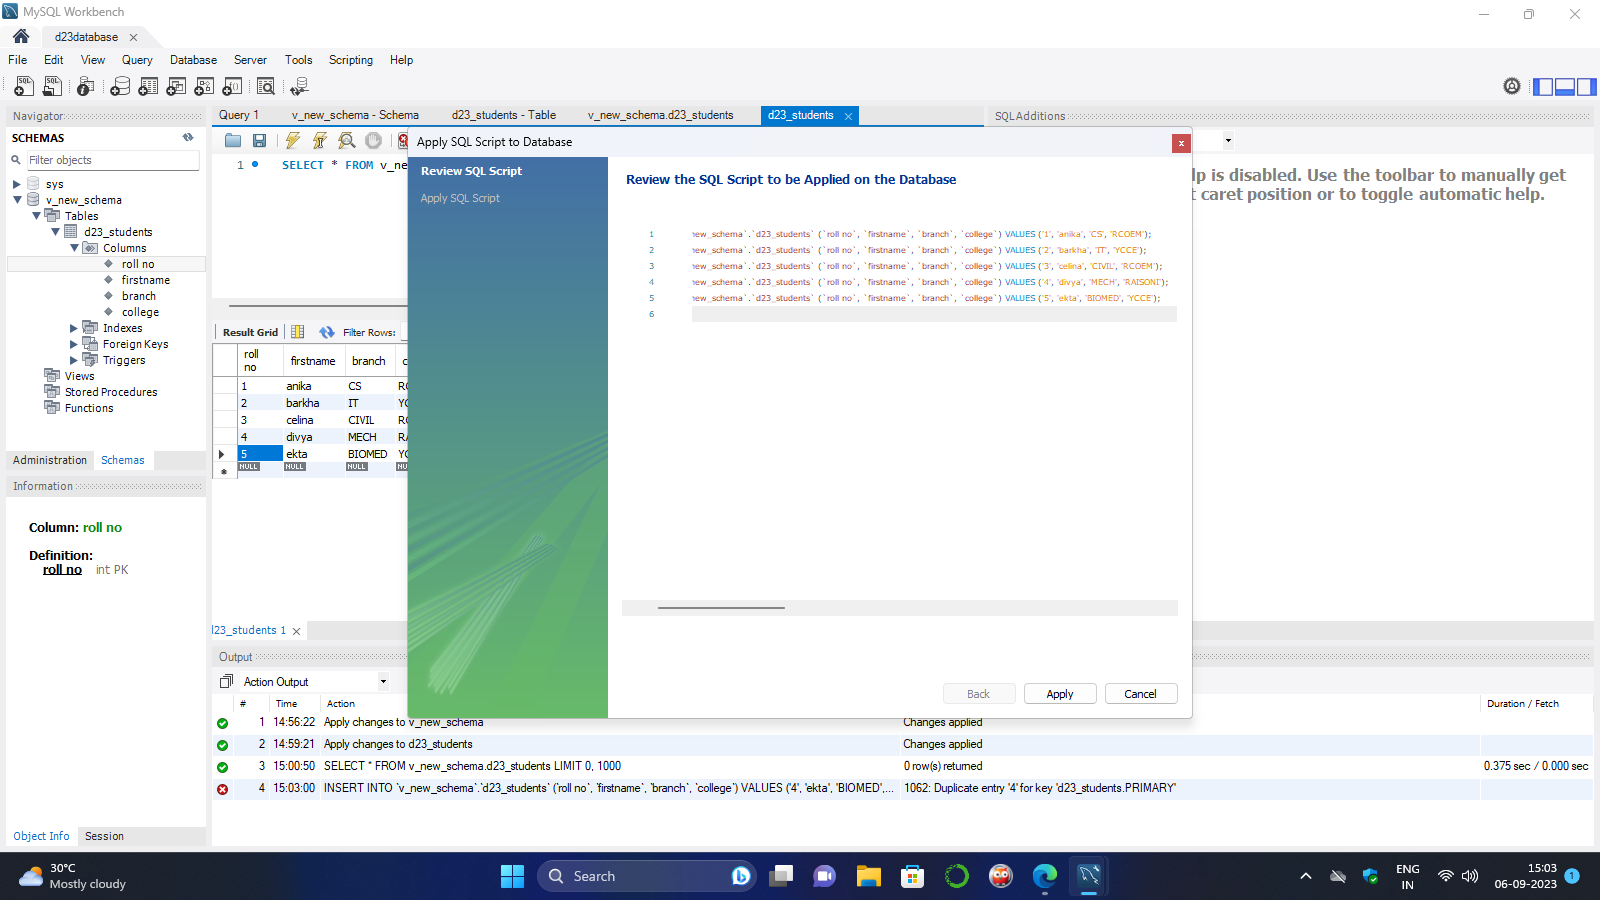 MySQL Workbench
d23database
File Edit View Query Database Server Tools Scripting Help
Navigator
SCHEMAS
Filter objects
sys
v_new_schema
Tables
d23_students
Columns
roll no
firstname
branch
college
Indexes
Foreign Keys
Triggers
Views
Stored Procedures
Functions
Administration Schemas
Information
Column: roll no
Definition:
roll no int PK
Object Info Session
Query 1 v_new_schema - Schema d23_students - Table v_new_schema.d23_students d23_students
SQLAdditions
1 SELECT * FROM v_ne
lp is disabled. Use the toolbar to manually get
t caret position or to toggle automatic help.
Apply SQL Script to Database
Review SQL Script
Apply SQL Script
Review the SQL Script to be Applied on the Database
1 new_schema`.`d23_students` (`roll no`, `firstname`, `branch`, `college`) VALUES ('1', 'anika', 'CS', 'RCOEM');
2 new_schema`.`d23_students` (`roll no`, `firstname`, `branch`, `college`) VALUES ('2', 'barkha', 'IT', 'YCCE');
3 new_schema`.`d23_students` (`roll no`, `firstname`, `branch`, `college`) VALUES ('3', 'celina', 'CIVIL', 'RCOEM');
4 new_schema`.`d23_students` (`roll no`, `firstname`, `branch`, `college`) VALUES ('4', 'divya', 'MECH', 'RAISONI');
5 new_schema`.`d23_students` (`roll no`, `firstname`, `branch`, `college`) VALUES ('5', 'ekta', 'BIOMED', 'YCCE');
6
Back Apply Cancel
Result Grid Filter Rows:
roll no firstname branch c
1 anika CS RC
2 barkha IT YC
3 celina CIVIL RC
4 divya MECH RA
5 ekta BIOMED YC
NULL NULL NULL NU
d23_students 1
Output
Action Output
# Time Action Duration / Fetch
1 14:56:22 Apply changes to v_new_schema Changes applied
2 14:59:21 Apply changes to d23_students Changes applied
3 15:00:50 SELECT * FROM v_new_schema.d23_students LIMIT 0, 1000 0 row(s) returned 0.375 sec / 0.000 sec
4 15:03:00 INSERT INTO `v_new_schema`.`d23_students` (`roll no`, `firstname`, `branch`, `college`) VALUES ('4', 'ekta', 'BIOMED',... 1062: Duplicate entry '4' for key 'd23_students.PRIMARY'
30°C
Mostly cloudy
Search
ENG
IN
15:03
06-09-2023
1